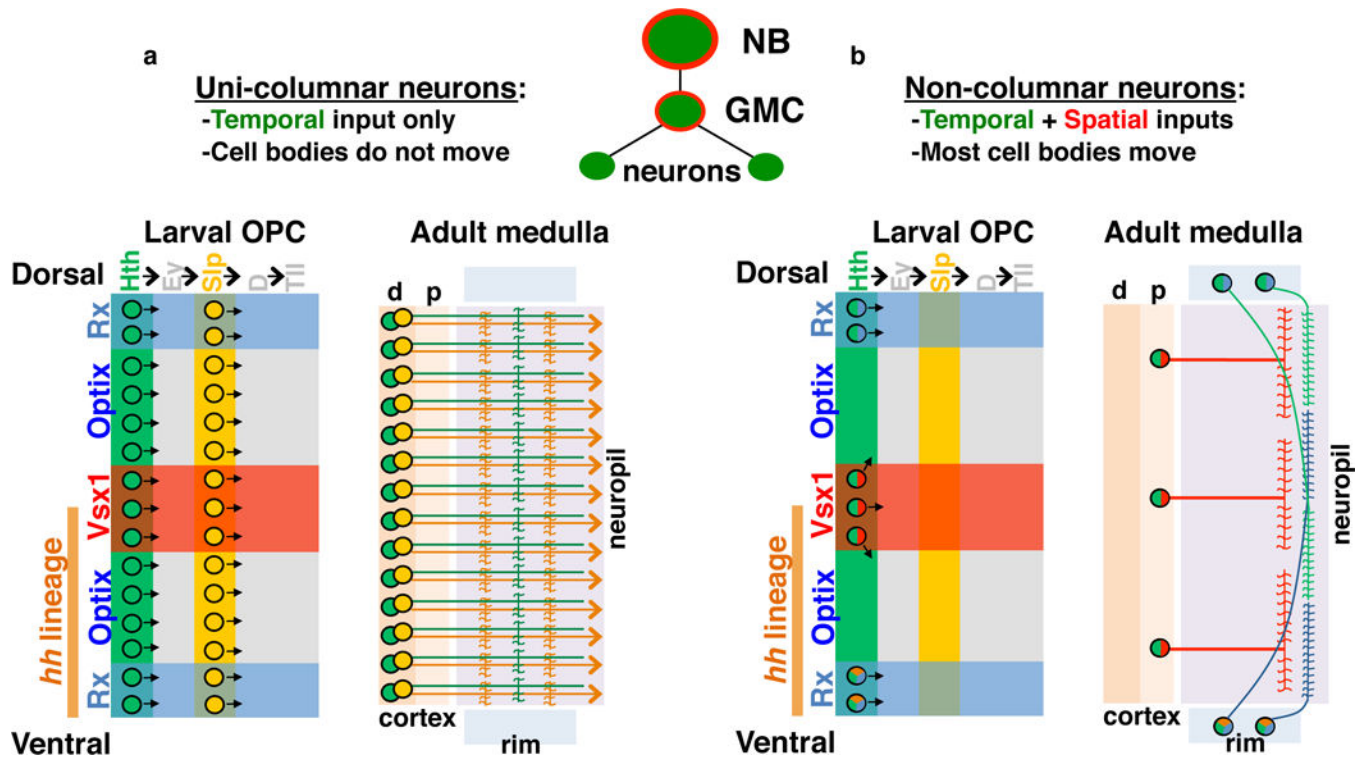 a
Uni-columnar neurons:
-Temporal input only
-Cell bodies do not move
NB
GMC
neurons
b
Non-columnar neurons:
-Temporal + Spatial inputs
-Most cell bodies move
Larval OPC
Dorsal
Hth
Ey
Slp
D
Tll
Rx
Optix
Vsx1
Optix
Rx
hh lineage
Ventral
Adult medulla
d p
neuropil
cortex
rim
Larval OPC
Dorsal
Hth
Ey
Slp
D
Tll
Rx
Optix
Vsx1
Optix
Rx
hh lineage
Ventral
Adult medulla
d p
neuropil
cortex
rim